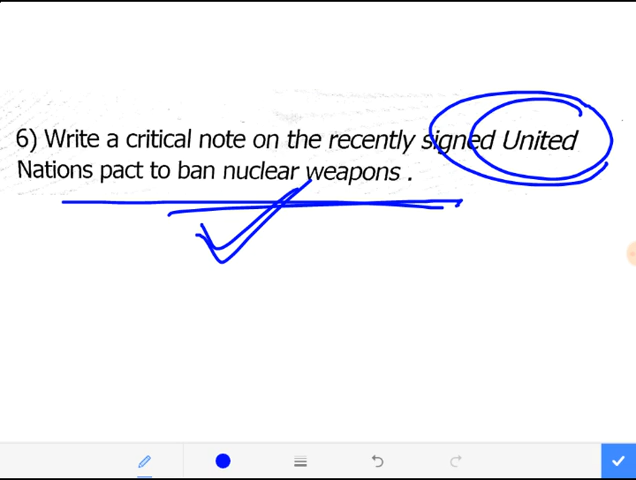 6) Write a critical note on the recently signed United
Nations pact to ban nuclear weapons .